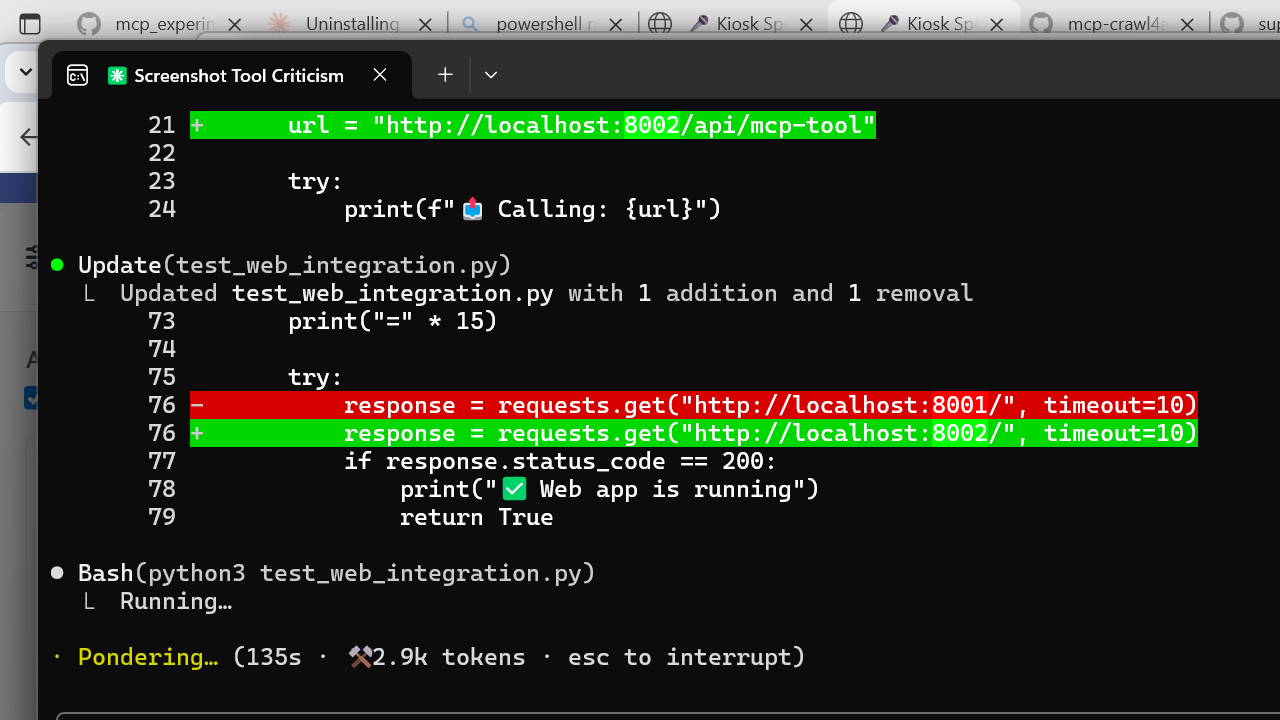 mcp_experin
Uninstalling
powershell r
🎤 Kiosk Spe
🎤 Kiosk Spe
mcp-crawl4a
sup
Screenshot Tool Criticism
21 +      url = "http://localhost:8002/api/mcp-tool"
22
23        try:
24            print(f"📤 Calling: {url}")
● Update(test_web_integration.py)
└ Updated test_web_integration.py with 1 addition and 1 removal
73        print("=" * 15)
74
75        try:
76 -          response = requests.get("http://localhost:8001/", timeout=10)
76 +          response = requests.get("http://localhost:8002/", timeout=10)
77            if response.status_code == 200:
78                print("✅ Web app is running")
79                return True
● Bash(python3 test_web_integration.py)
└ Running…
· Pondering… (135s · ⚒2.9k tokens · esc to interrupt)